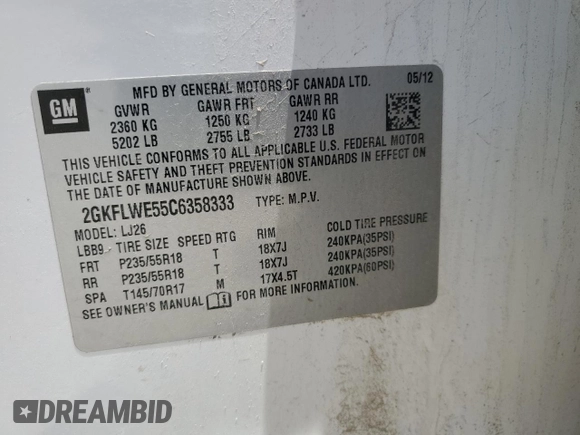 GM
MFD BY GENERAL MOTORS OF CANADA LTD. 05/12
GVWR GAWR FRT GAWR RR
2360 KG 1250 KG 1240 KG
5202 LB 2755 LB 2733 LB
THIS VEHICLE CONFORMS TO ALL APPLICABLE U.S. FEDERAL MOTOR
VEHICLE SAFETY AND THEFT PREVENTION STANDARDS IN EFFECT ON
THE DATE OF MANUFACTURE SHOWN ABOVE.
2GKFLWE55C6358333 TYPE: M.P.V.
MODEL: LJ26
LBB9 TIRE SIZE SPEED RTG RIM COLD TIRE PRESSURE
FRT P235/55R18 T 18X7J 240KPA(35PSI)
RR P235/55R18 T 18X7J 240KPA(35PSI)
SPA T145/70R17 M 17X4.5T 420KPA(60PSI)
SEE OWNER'S MANUAL FOR MORE INFORMATION.
DREAMBID